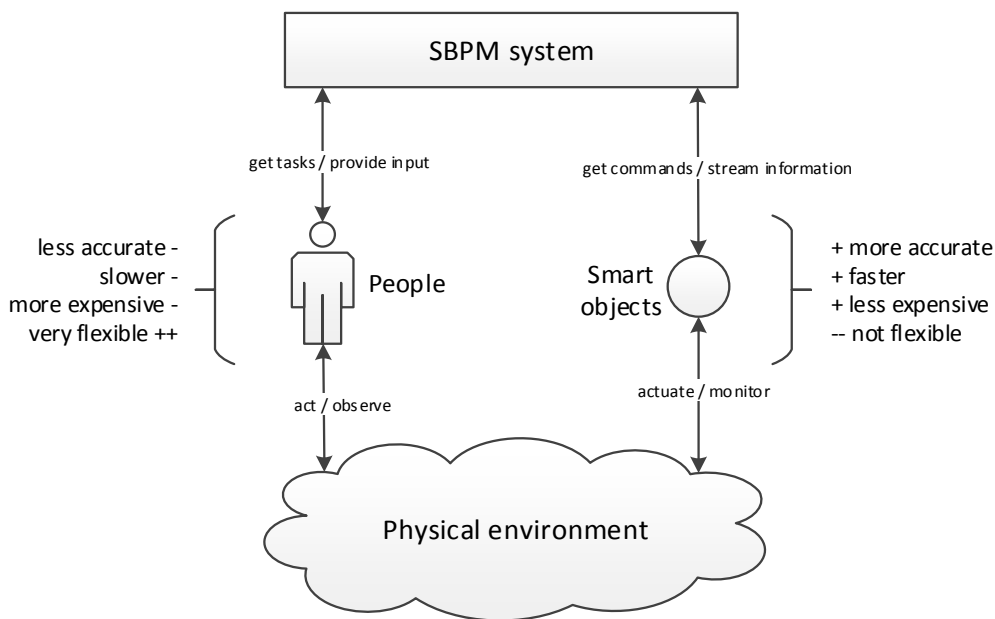 SBPM system
get tasks / provide input
get commands / stream information
less accurate -
slower -
more expensive -
very flexible ++
People
Smart
objects
+ more accurate
+ faster
+ less expensive
-- not flexible
act / observe
actuate / monitor
Physical environment